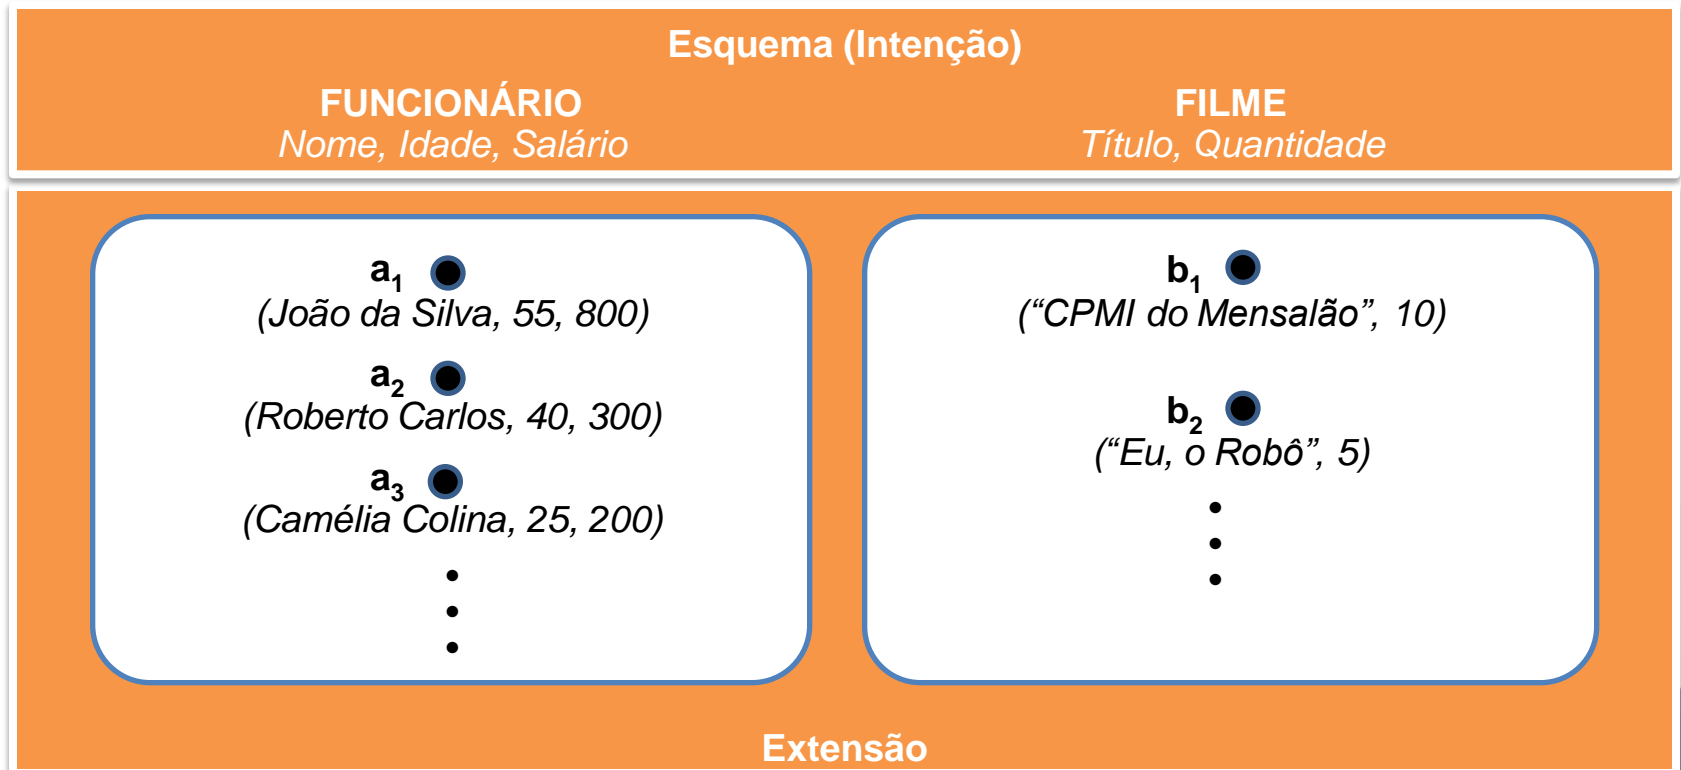 Esquema (Intenção)
FUNCIONÁRIO
Nome, Idade, Salário
FILME
Título, Quantidade
a1
(João da Silva, 55, 800)
a2
(Roberto Carlos, 40, 300)
a3
(Camélia Colina, 25, 200)
b1
(“CPMI do Mensalão”, 10)
b2
(“Eu, o Robô”, 5)
Extensão